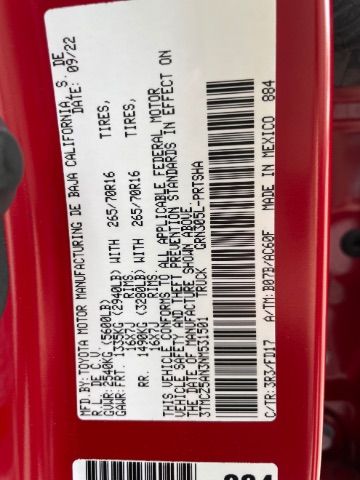 MFD.BY:TOYOTA MOTOR MANUFACTURING DE BAJA CALIFORNIA S. DE
R.L. DE C.V. DATE: 09/22
GVWR: 2540KG (5600LB)
GAWR:FRT. 1335KG (2940LB) WITH 265/70R16 TIRES,
16X7J RIMS,
RR. 1490KG (3280LB) WITH 265/70R16 TIRES,
16X7J RIMS,
THIS VEHICLE CONFORMS TO ALL APPLICABLE FEDERAL MOTOR
VEHICLE SAFETY AND THEFT PREVENTION STANDARDS IN EFFECT ON
THE DATE OF MANUFACTURE SHOWN ABOVE.
3TMCZ5AN3NM531501 TRUCK GRN305L-PRTSHA
C/TR:3R3/FD17 A/TM:B07B/AC60F MADE IN MEXICO 884